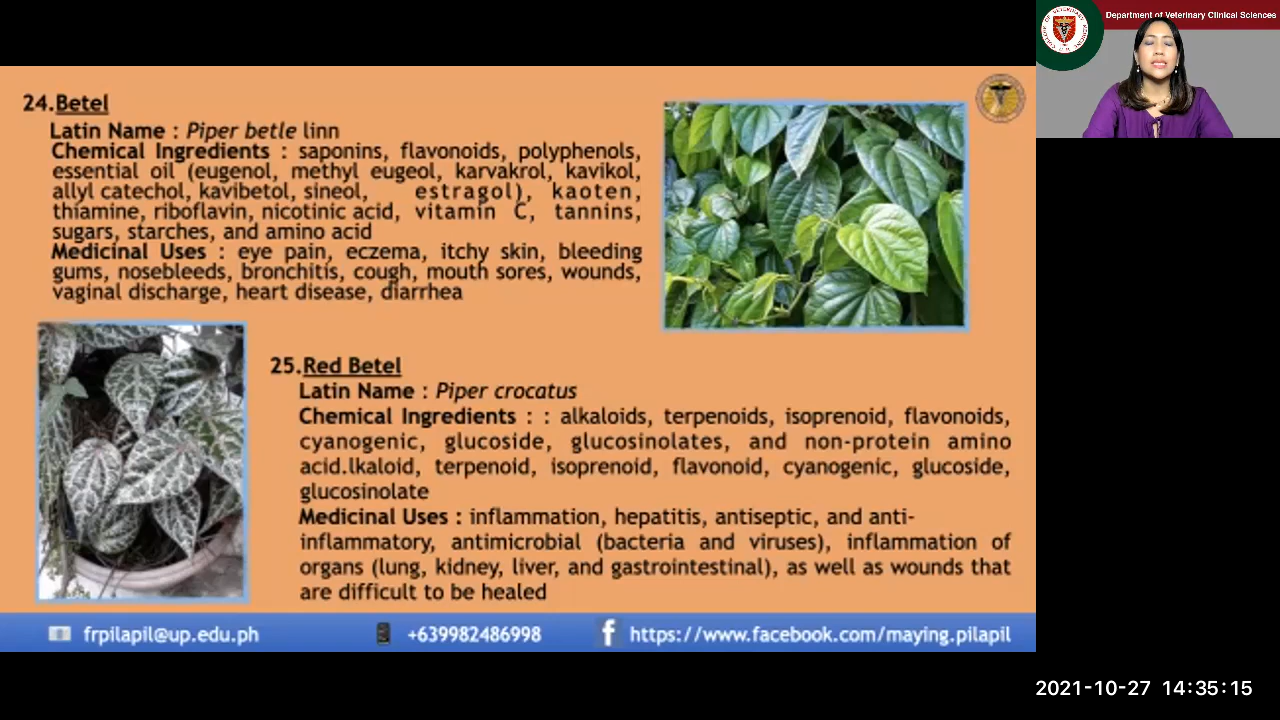 Department of Veterinary Clinical Sciences
24.Betel
Latin Name : Piper betle linn
Chemical Ingredients : saponins, flavonoids, polyphenols,
essential oil (eugenol, methyl eugeol, karvakrol, kavikol,
allyl catechol, kavibetol, sineol, estragol), kaoten,
thiamine, riboflavin, nicotinic acid, vitamin C, tannins,
sugars, starches, and amino acid
Medicinal Uses : eye pain, eczema, itchy skin, bleeding
gums, nosebleeds, bronchitis, cough, mouth sores, wounds,
vaginal discharge, heart disease, diarrhea
25.Red Betel
Latin Name : Piper crocatus
Chemical Ingredients : : alkaloids, terpenoids, isoprenoid, flavonoids,
cyanogenic, glucoside, glucosinolates, and non-protein amino
acid.lkaloid, terpenoid, isoprenoid, flavonoid, cyanogenic, glucoside,
glucosinolate
Medicinal Uses : inflammation, hepatitis, antiseptic, and anti-
inflammatory, antimicrobial (bacteria and viruses), inflammation of
organs (lung, kidney, liver, and gastrointestinal), as well as wounds that
are difficult to be healed
frpilapil@up.edu.ph
+639982486998
https://www.facebook.com/maying.pilapil
2021-10-27 14:35:15